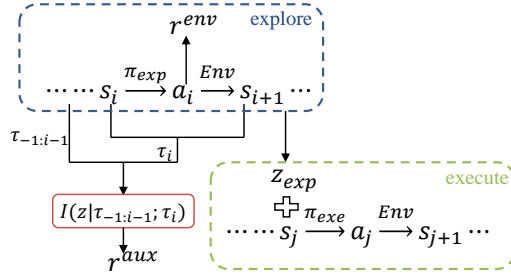 r^{env} explore
π_{exp} Env
⋯ ⋯ s_i → a_i → s_{i+1} ⋯
τ_{-1:i-1} τ_i
z_{exp} execute
I(z|τ_{-1:i-1}; τ_i)
π_{exe} Env
⋯ ⋯ s_j → a_j → s_{j+1} ⋯
r^{aux}